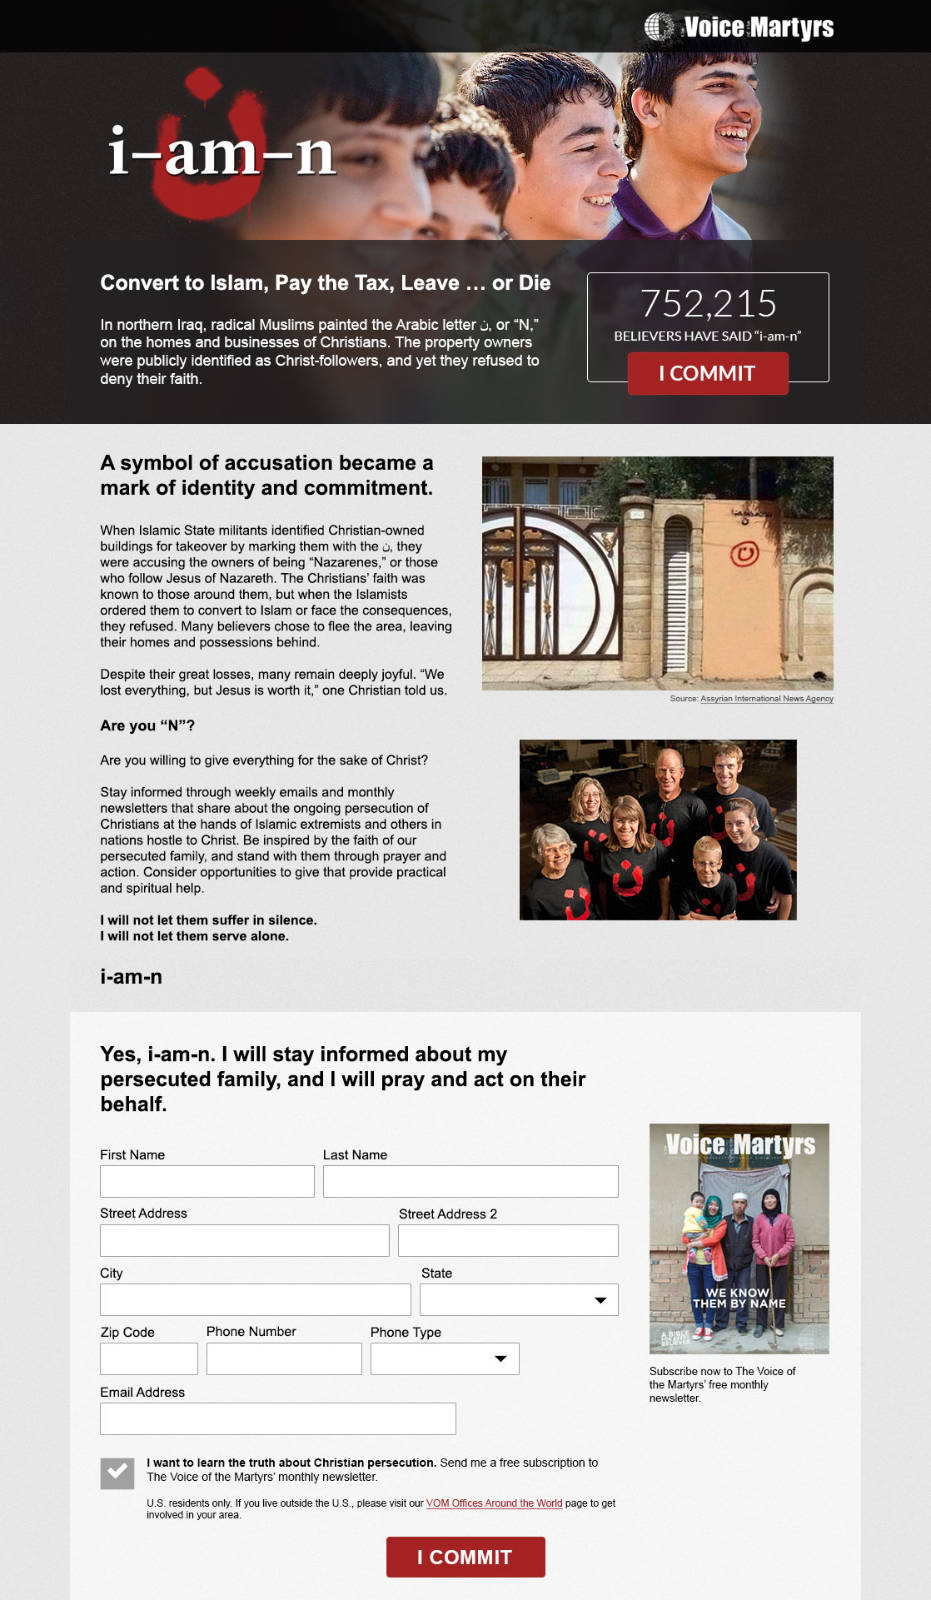 Voice Martyrs
i–am–n
ن
Convert to Islam, Pay the Tax, Leave … or Die
In northern Iraq, radical Muslims painted the Arabic letter ن, or “N,”
on the homes and businesses of Christians. The property owners
were publicly identified as Christ-followers, and yet they refused to
deny their faith.
752,215
BELIEVERS HAVE SAID “i-am-n”
I COMMIT
A symbol of accusation became a
mark of identity and commitment.
When Islamic State militants identified Christian-owned
buildings for takeover by marking them with the ن, they
were accusing the owners of being “Nazarenes,” or those
who follow Jesus of Nazareth. The Christians’ faith was
known to those around them, but when the Islamists
ordered them to convert to Islam or face the consequences,
they refused. Many believers chose to flee the area, leaving
their homes and possessions behind.
Despite their great losses, many remain deeply joyful. “We
lost everything, but Jesus is worth it,” one Christian told us.
ن
Source: Assyrian International News Agency
Are you “N”?
Are you willing to give everything for the sake of Christ?
Stay informed through weekly emails and monthly
newsletters that share about the ongoing persecution of
Christians at the hands of Islamic extremists and others in
nations hostile to Christ. Be inspired by the faith of our
persecuted family, and stand with them through prayer and
action. Consider opportunities to give that provide practical
and spiritual help.
I will not let them suffer in silence.
I will not let them serve alone.
ن
i-am-n
Yes, i-am-n. I will stay informed about my
persecuted family, and I will pray and act on their
behalf.
First Name
Last Name
Street Address
Street Address 2
City
State
Zip Code
Phone Number
Phone Type
Email Address
Voice Martyrs
WE KNOW
THEM BY NAME
A BIBLE
FOR EVERY
BELIEVER
Subscribe now to The Voice of
the Martyrs’ free monthly
newsletter.
I want to learn the truth about Christian persecution. Send me a free subscription to
The Voice of the Martyrs’ monthly newsletter.
U.S. residents only. If you live outside the U.S., please visit our VOM Offices Around the World page to get
involved in your area.
I COMMIT